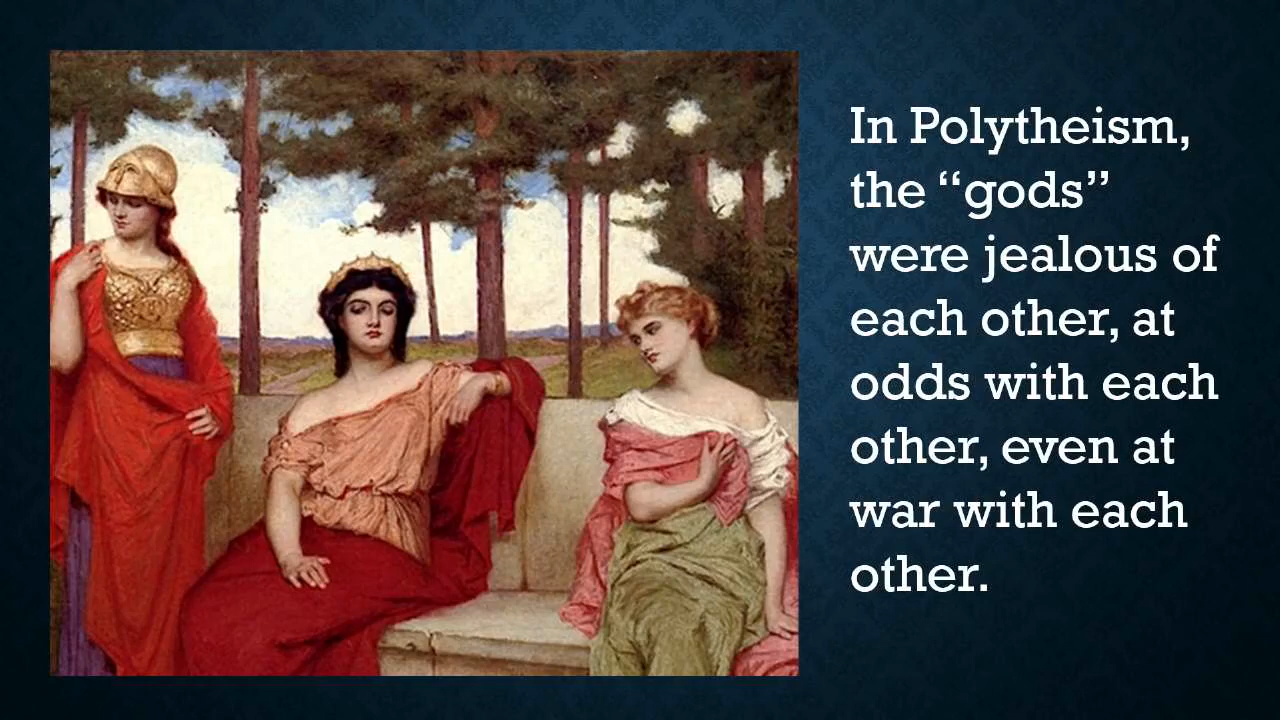 In Polytheism,
the “gods”
were jealous of
each other, at
odds with each
other, even at
war with each
other.